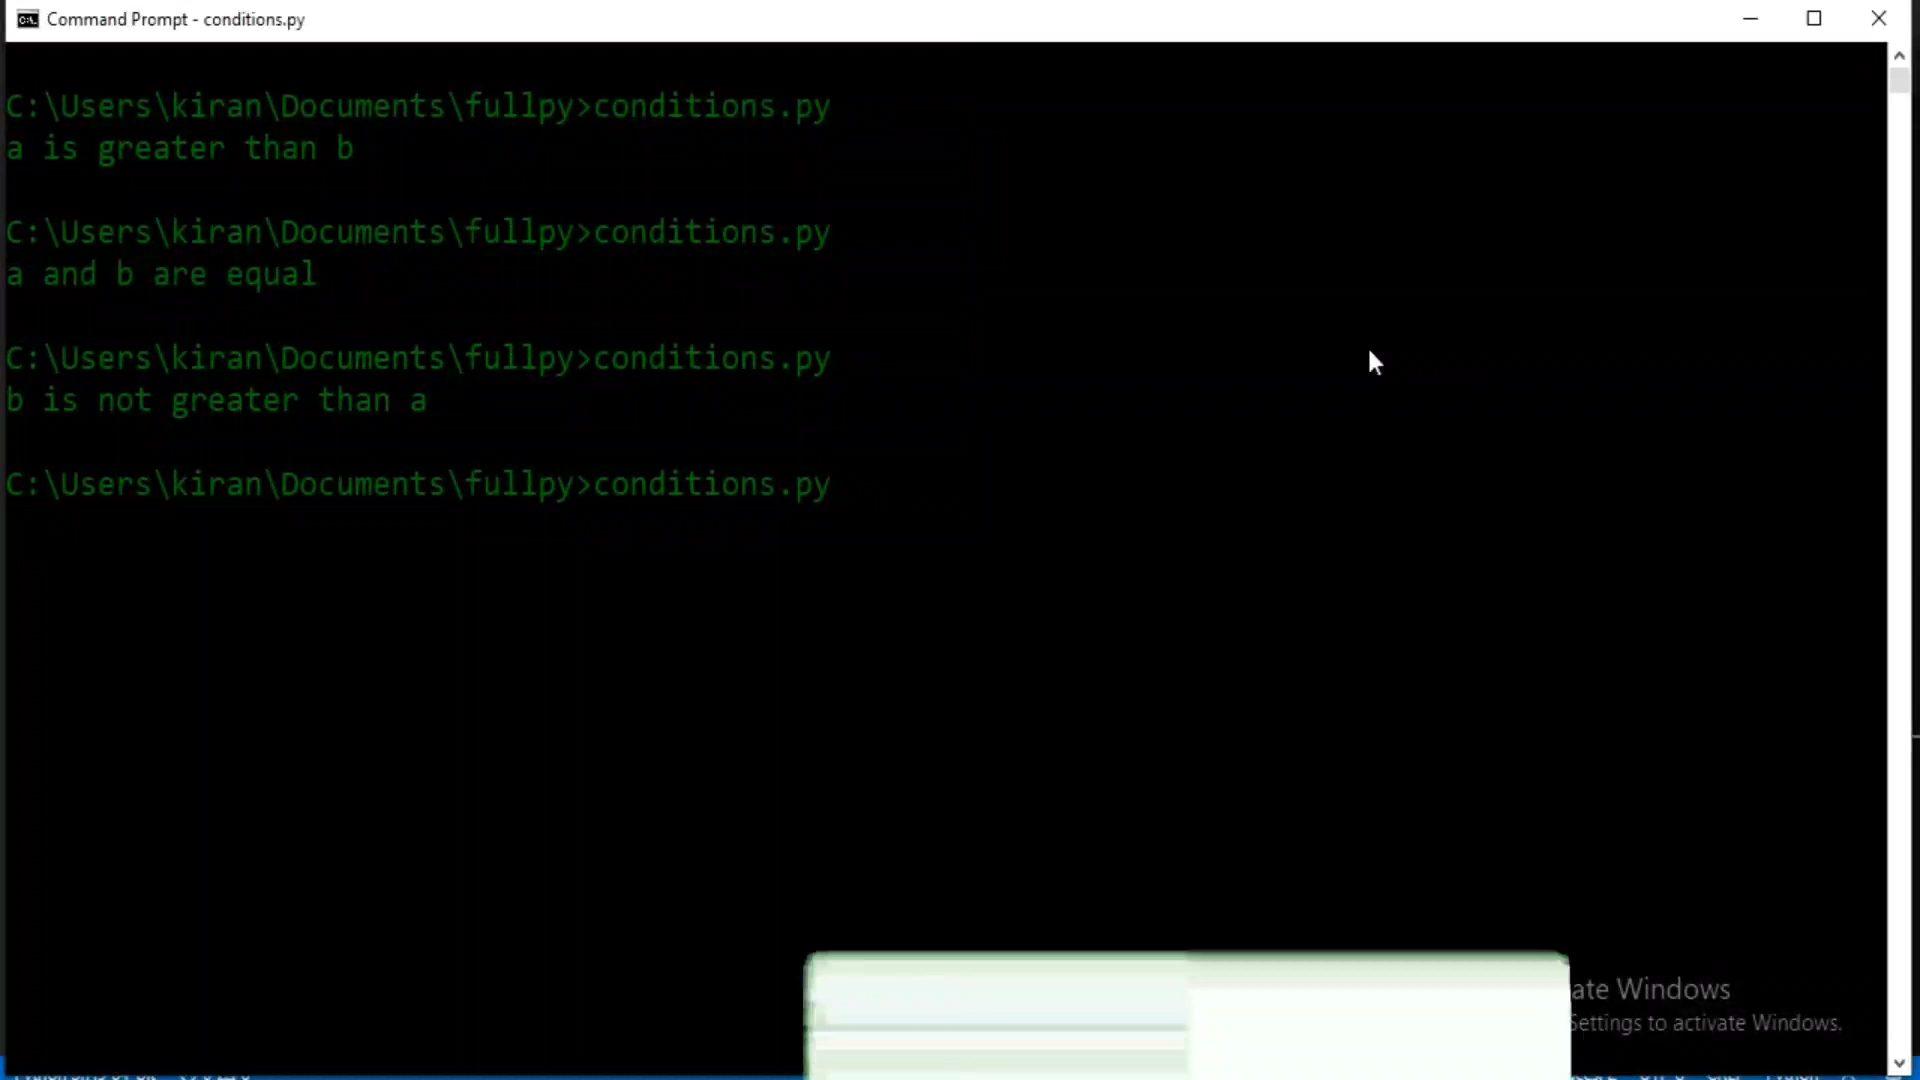 Command Prompt - conditions.py
C:\Users\kiran\Documents\fullpy>conditions.py
a is greater than b
C:\Users\kiran\Documents\fullpy>conditions.py
a and b are equal
C:\Users\kiran\Documents\fullpy>conditions.py
b is not greater than a
C:\Users\kiran\Documents\fullpy>conditions.py
ate Windows
Settings to activate Windows.